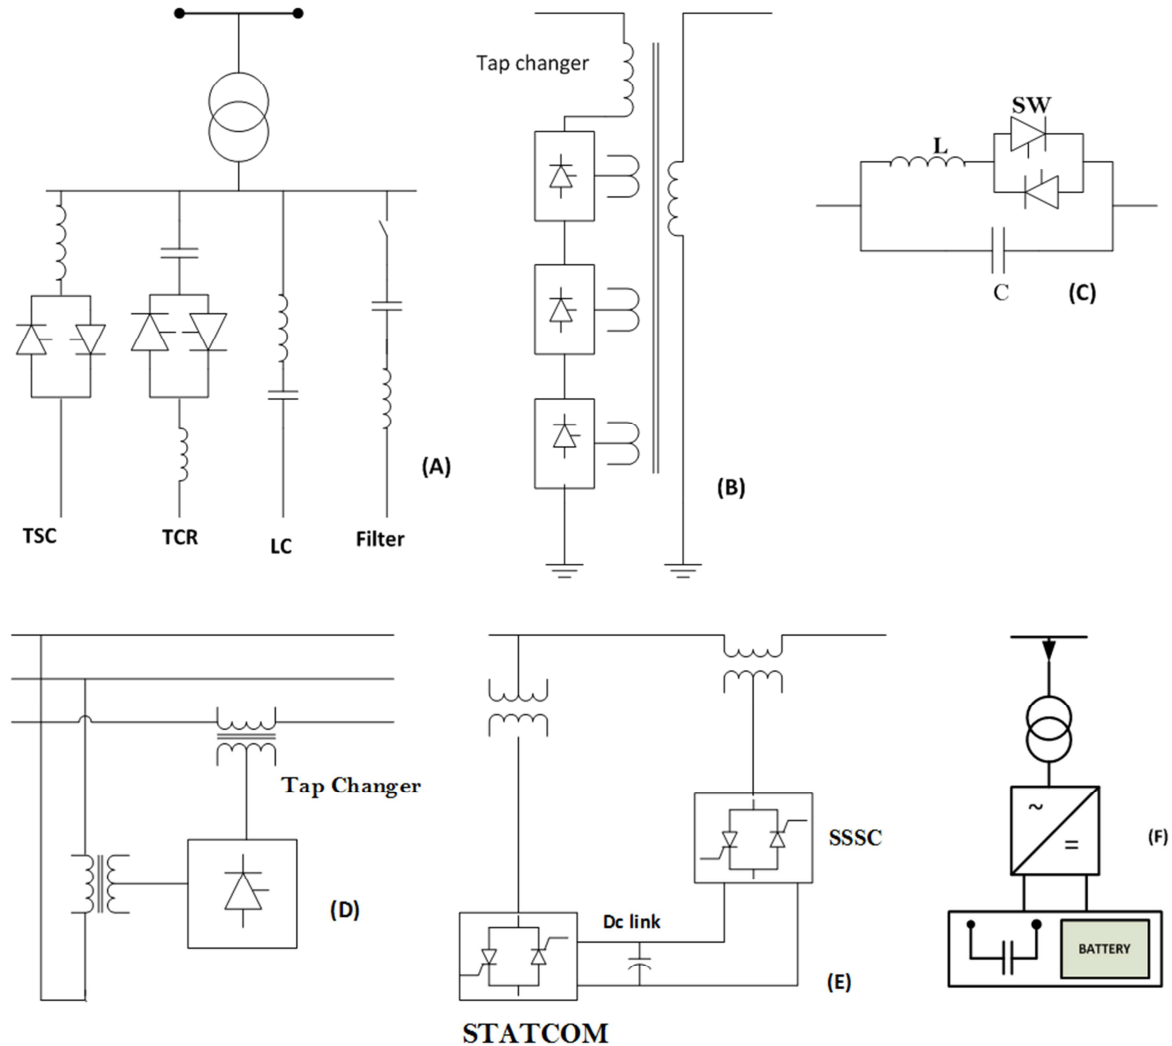 Tap changer
SW
L
C
(C)
(A)
(B)
TSC
TCR
LC
Filter
Tap Changer
(D)
SSSC
Dc link
(E)
STATCOM
~
=
(F)
BATTERY